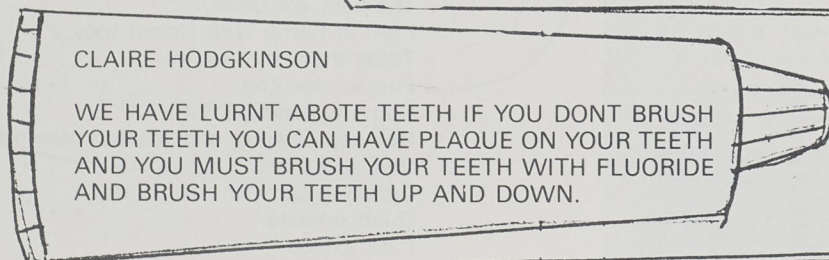 CLAIRE HODGKINSON
WE HAVE LURNT ABOTE TEETH IF YOU DONT BRUSH
YOUR TEETH YOU CAN HAVE PLAQUE ON YOUR TEETH
AND YOU MUST BRUSH YOUR TEETH WITH FLUORIDE
AND BRUSH YOUR TEETH UP AND DOWN.